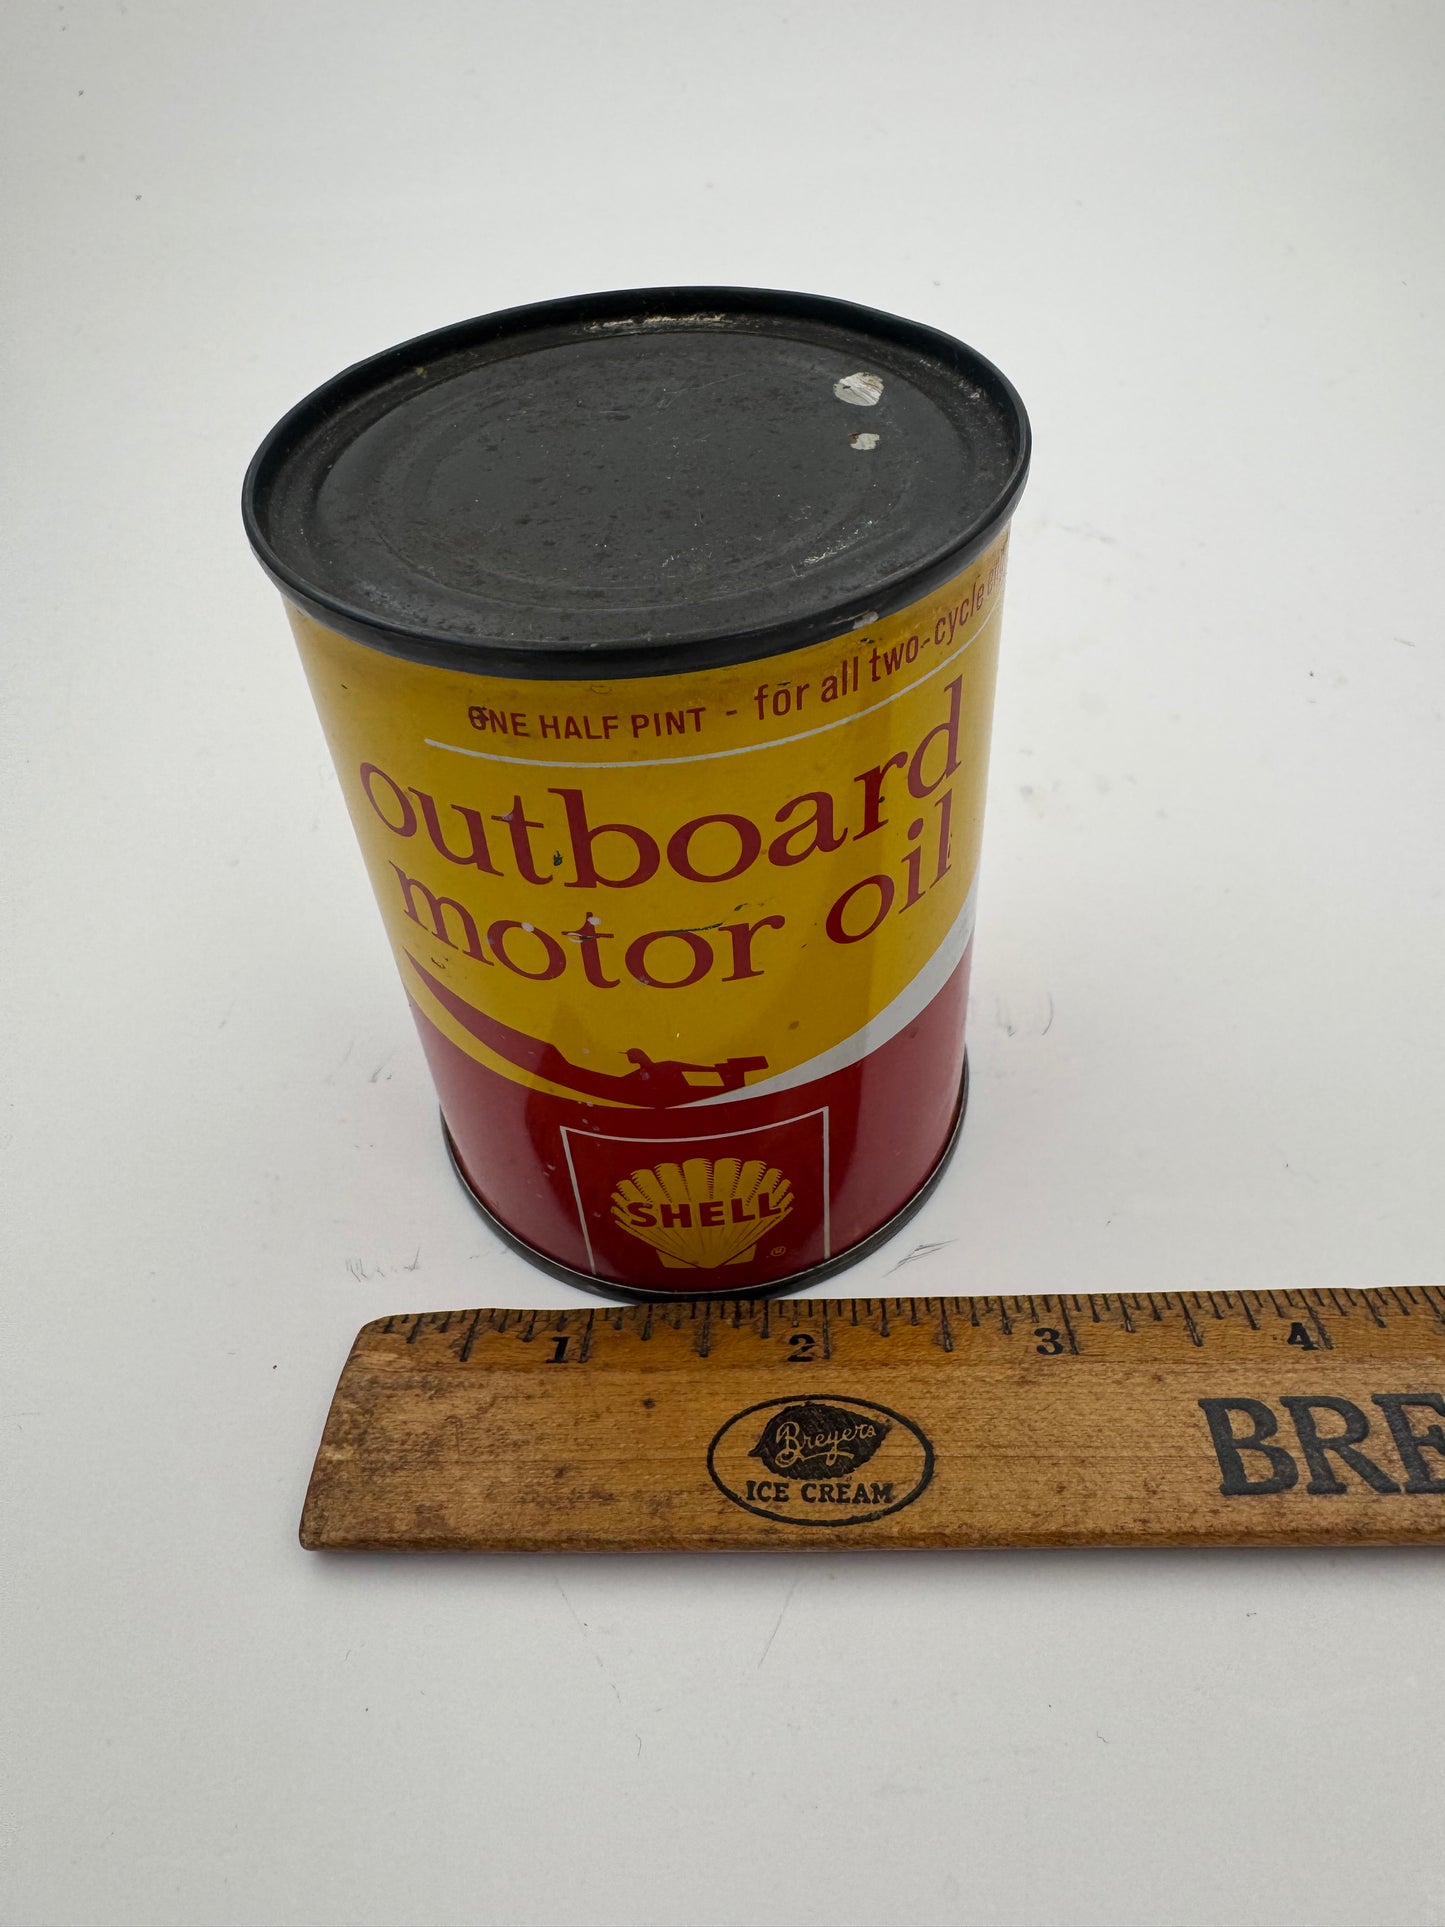 ONE HALF PINT - for all two-cycle
outboard
motor oil
SHELL
®
1 2 3 4
Breyers
ICE CREAM
BRE